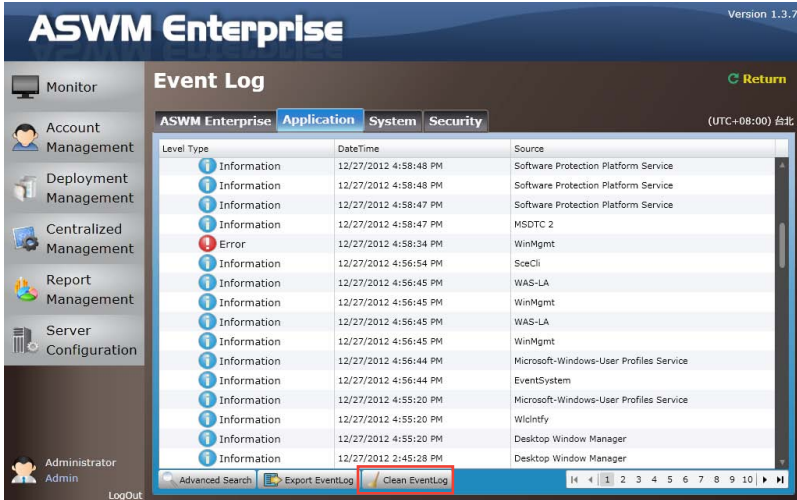 ASWM Enterprise
Version 1.3.7
Monitor
Account
Management
Deployment
Management
Centralized
Management
Report
Management
Server
Configuration
Administrator
Admin
LogOut
Event Log
Return
ASWM Enterprise Application System Security
(UTC+08:00) 台北
Level Type DateTime Source
Information 12/27/2012 4:58:48 PM Software Protection Platform Service
Information 12/27/2012 4:58:48 PM Software Protection Platform Service
Information 12/27/2012 4:58:47 PM Software Protection Platform Service
Information 12/27/2012 4:58:47 PM MSDTC 2
Error 12/27/2012 4:58:34 PM WinMgmt
Information 12/27/2012 4:56:54 PM SceCli
Information 12/27/2012 4:56:45 PM WAS-LA
Information 12/27/2012 4:56:45 PM WinMgmt
Information 12/27/2012 4:56:45 PM WAS-LA
Information 12/27/2012 4:56:45 PM WinMgmt
Information 12/27/2012 4:56:44 PM Microsoft-Windows-User Profiles Service
Information 12/27/2012 4:56:44 PM EventSystem
Information 12/27/2012 4:55:20 PM Microsoft-Windows-User Profiles Service
Information 12/27/2012 4:55:20 PM Wlclntfy
Information 12/27/2012 4:55:20 PM Desktop Window Manager
Information 12/27/2012 2:45:28 PM Desktop Window Manager
Advanced Search Export EventLog Clean EventLog 1 2 3 4 5 6 7 8 9 10